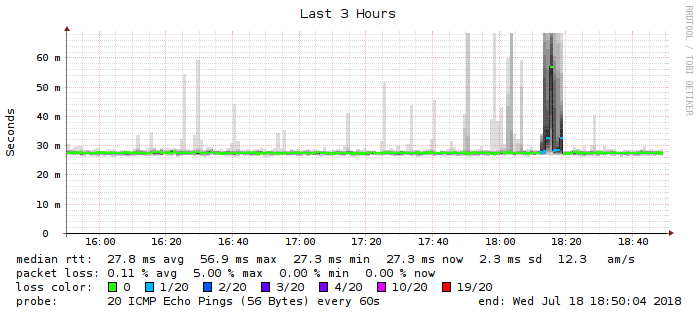 Last 3 Hours
RRDTOOL / TOBI OETIKER
Seconds
60 m
50 m
40 m
30 m
20 m
10 m
0
16:00 16:20 16:40 17:00 17:20 17:40 18:00 18:20 18:40
median rtt: 27.8 ms avg 56.9 ms max 27.3 ms min 27.3 ms now 2.3 ms sd 12.3 am/s
packet loss: 0.11 % avg 5.00 % max 0.00 % min 0.00 % now
loss color: 0 1/20 2/20 3/20 4/20 10/20 19/20
probe: 20 ICMP Echo Pings (56 Bytes) every 60s end: Wed Jul 18 18:50:04 2018